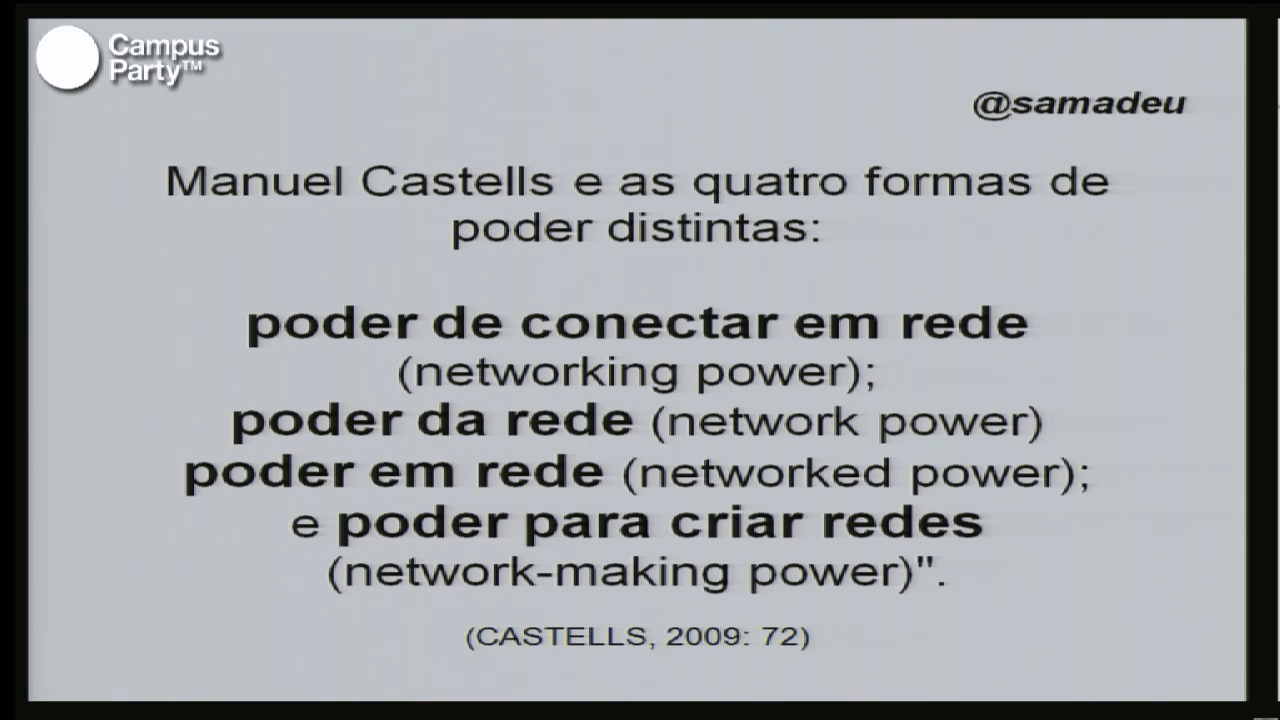 Campus
Party™
@samadeu
Manuel Castells e as quatro formas de
poder distintas:
poder de conectar em rede
(networking power);
poder da rede (network power)
poder em rede (networked power);
e poder para criar redes
(network-making power)".
(CASTELLS, 2009: 72)